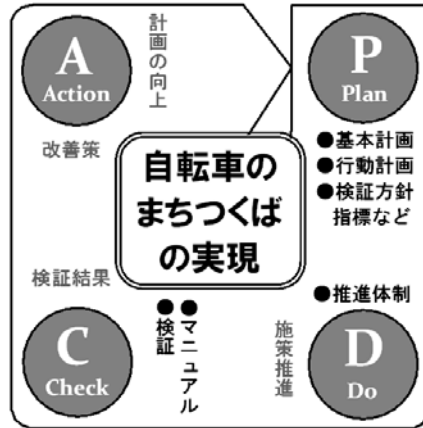 A
Action
計画の向上
P
Plan
改善策
●基本計画
●行動計画
●検証方針
指標など
自転車の
まちつくば
の実現
検証結果
●推進体制
C
Check
●マニュアル
●検証
施策推進
D
Do